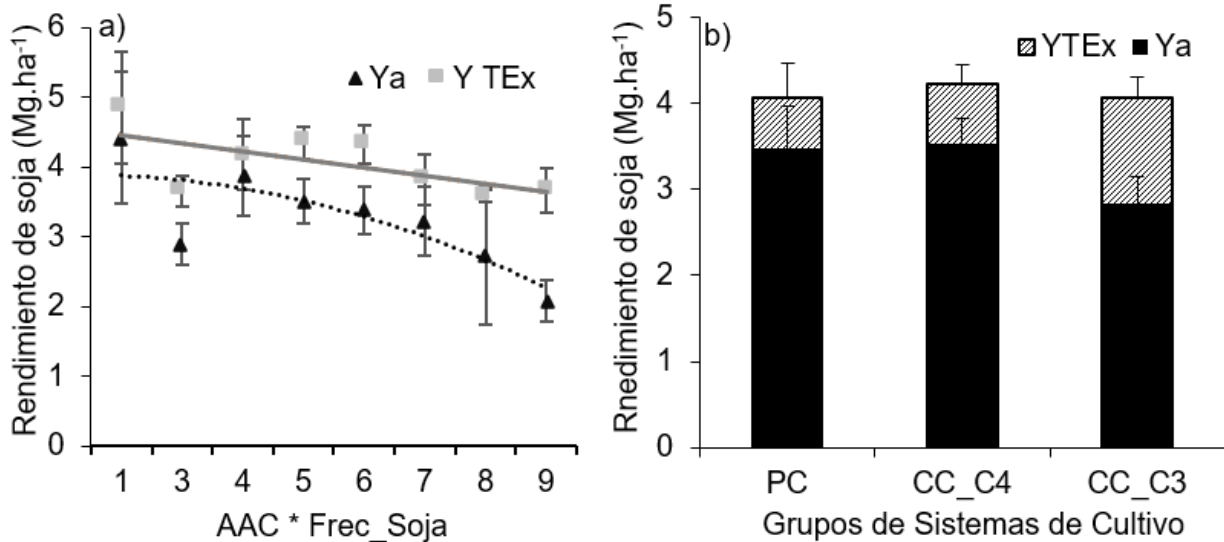 a)
Ya Y TEx
Rendimiento de soja (Mg.ha⁻¹)
6
5
4
3
2
1
0
1 3 4 5 6 7 8 9
AAC * Frec_Soja
b)
YTEx Ya
Rnedimiento de soja (Mg.ha⁻¹)
5
4
3
2
1
0
PC CC_C4 CC_C3
Grupos de Sistemas de Cultivo